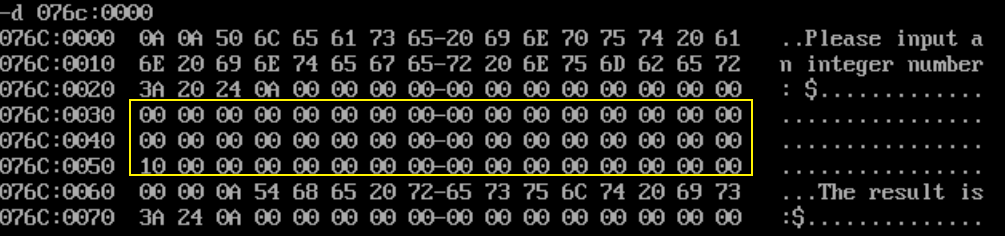 -d 076c:0000
076C:0000  0A 0A 50 6C 65 61 73 65-20 69 6E 70 75 74 20 61   ..Please input a
076C:0010  6E 20 69 6E 74 65 67 65-72 20 6E 75 6D 62 65 72   n integer number
076C:0020  3A 20 24 0A 00 00 00 00-00 00 00 00 00 00 00 00   : $.............
076C:0030  00 00 00 00 00 00 00 00-00 00 00 00 00 00 00 00   ................
076C:0040  00 00 00 00 00 00 00 00-00 00 00 00 00 00 00 00   ................
076C:0050  10 00 00 00 00 00 00 00-00 00 00 00 00 00 00 00   ................
076C:0060  00 00 0A 54 68 65 20 72-65 73 75 6C 74 20 69 73   ...The result is
076C:0070  3A 24 0A 00 00 00 00 00-00 00 00 00 00 00 00 00   :$..............